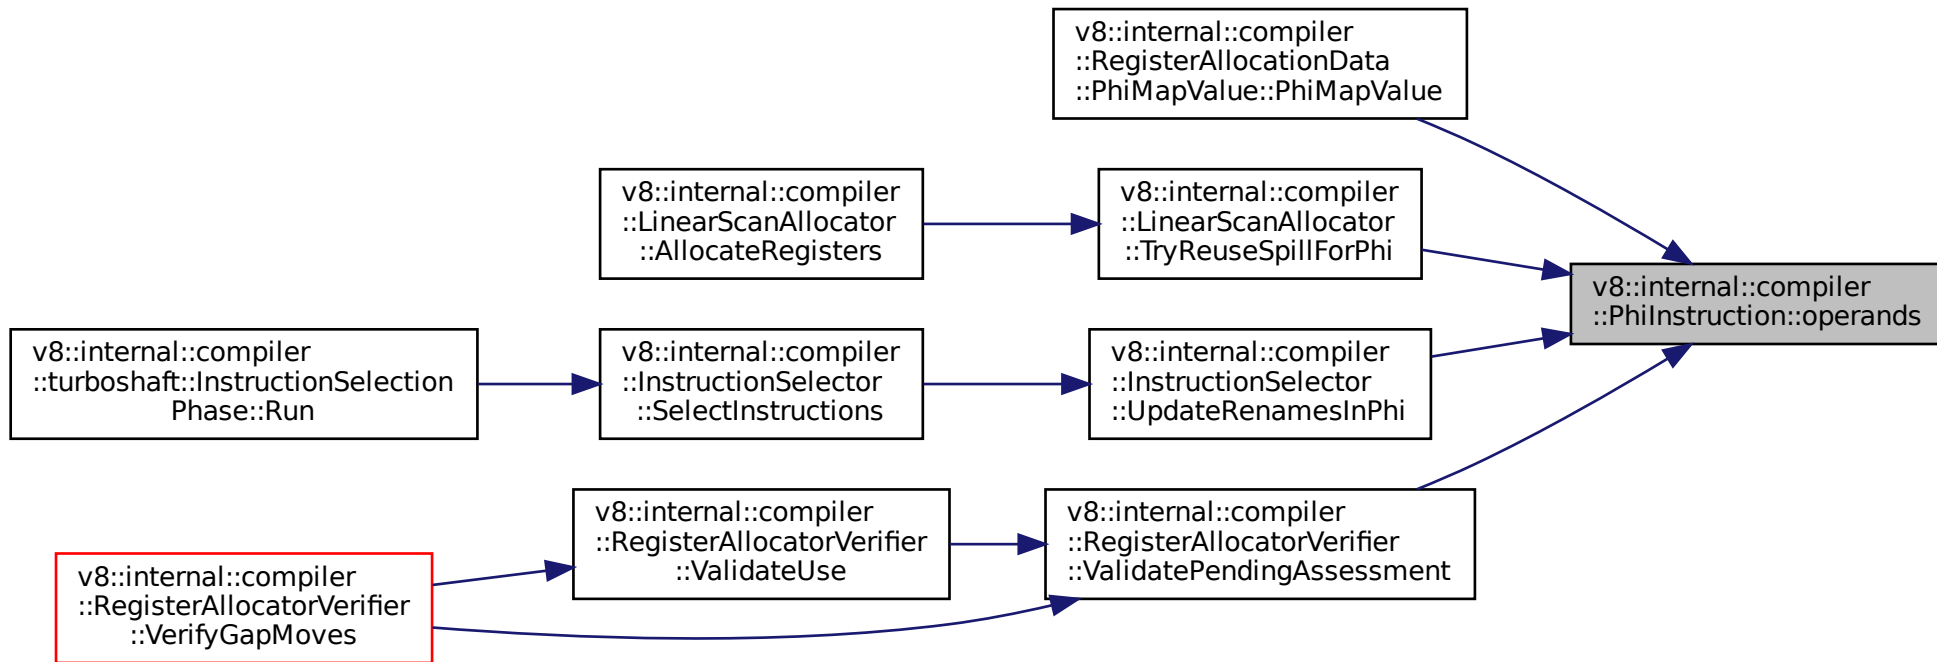 v8::internal::compiler
::RegisterAllocationData
::PhiMapValue::PhiMapValue
v8::internal::compiler
::LinearScanAllocator
::AllocateRegisters
v8::internal::compiler
::LinearScanAllocator
::TryReuseSpillForPhi
v8::internal::compiler
::PhiInstruction::operands
v8::internal::compiler
::turboshaft::InstructionSelection
Phase::Run
v8::internal::compiler
::InstructionSelector
::SelectInstructions
v8::internal::compiler
::InstructionSelector
::UpdateRenamesInPhi
v8::internal::compiler
::RegisterAllocatorVerifier
::VerifyGapMoves
v8::internal::compiler
::RegisterAllocatorVerifier
::ValidateUse
v8::internal::compiler
::RegisterAllocatorVerifier
::ValidatePendingAssessment